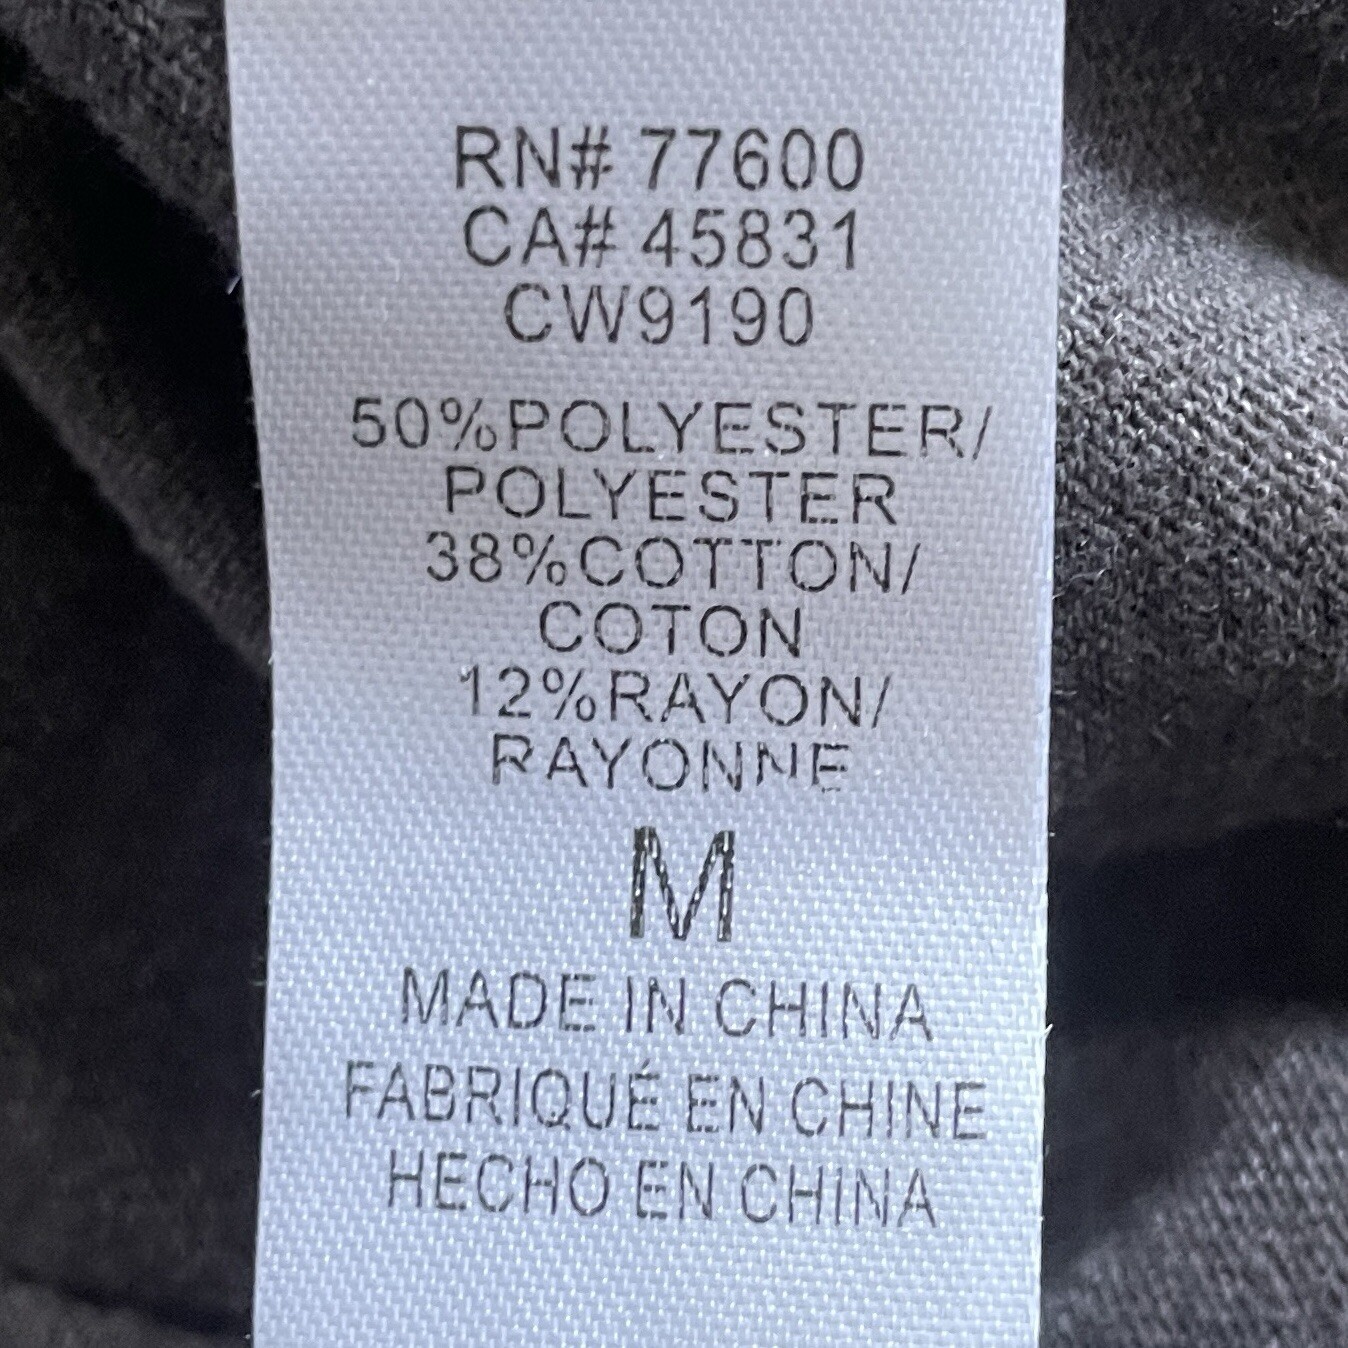 RN# 77600
CA# 45831
CW9190
50%POLYESTER/
POLYESTER
38%COTTON/
COTON
12%RAYON/
RAYONNE
M
MADE IN CHINA
FABRIQUÉ EN CHINE
HECHO EN CHINA